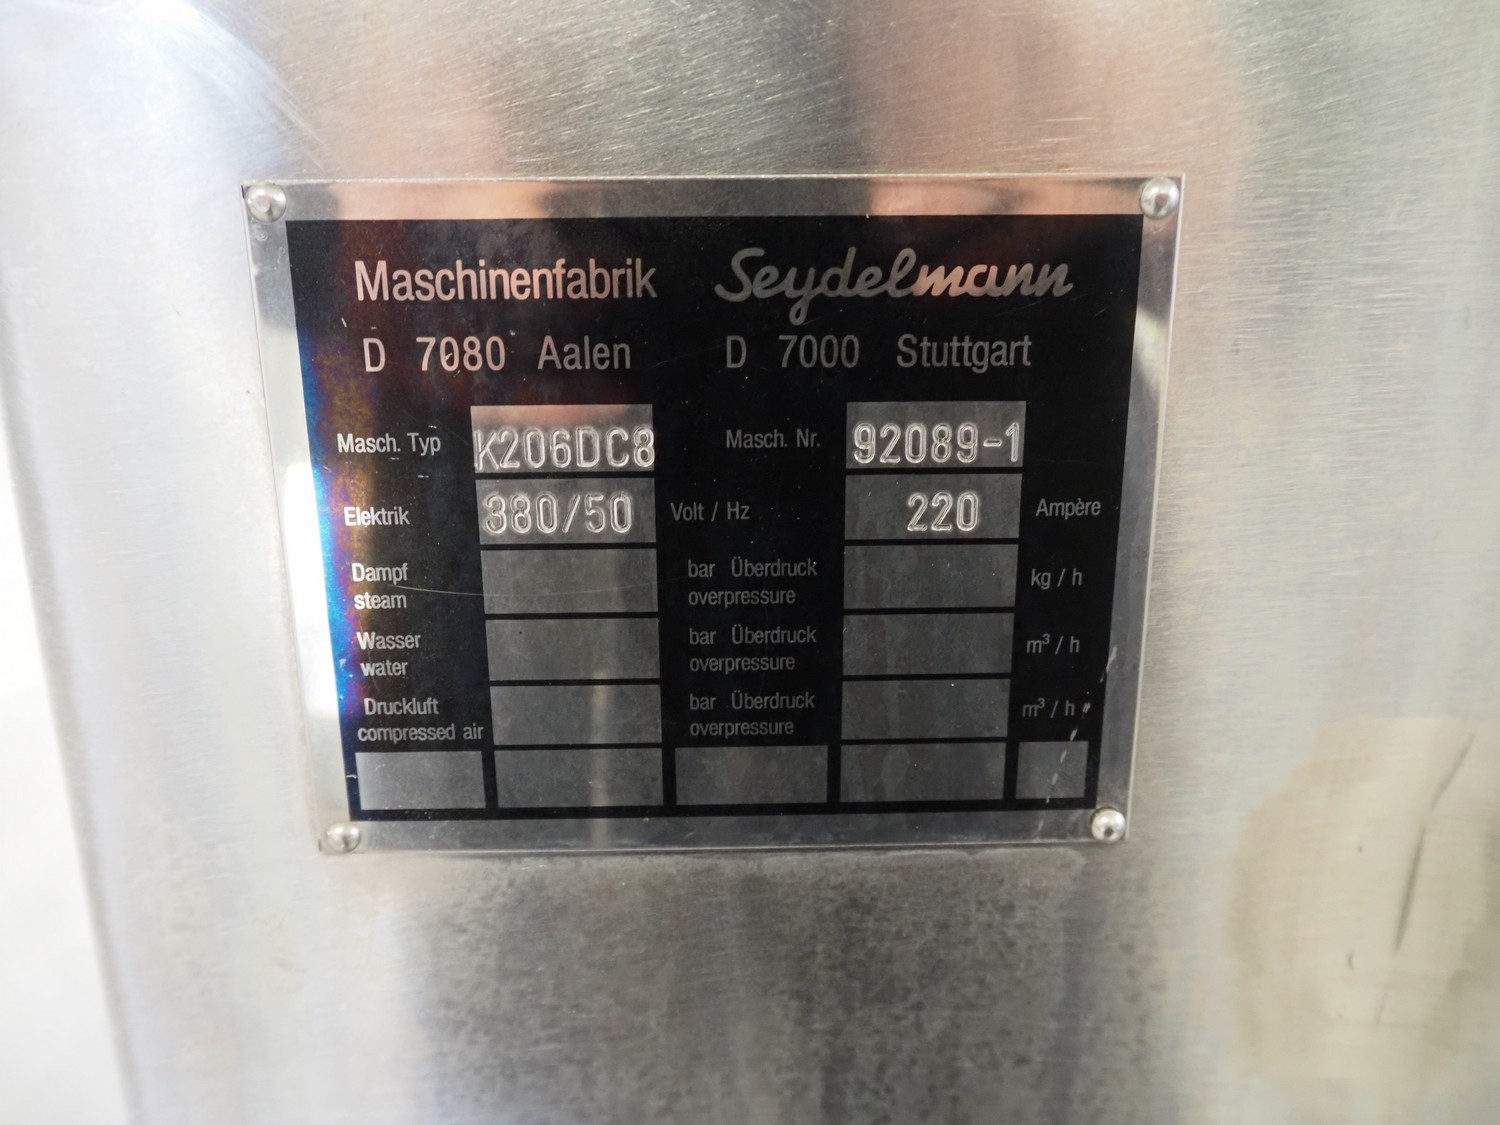 Maschinenfabrik Seydelmann
D 7080 Aalen D 7000 Stuttgart
Masch. Typ K206DC8 Masch. Nr. 92089-1
Elektrik 380/50 Volt / Hz 220 Ampère
Dampf bar Überdruck kg / h
steam overpressure
Wasser bar Überdruck m³ / h
water overpressure
Druckluft bar Überdruck m³ / h
compressed air overpressure